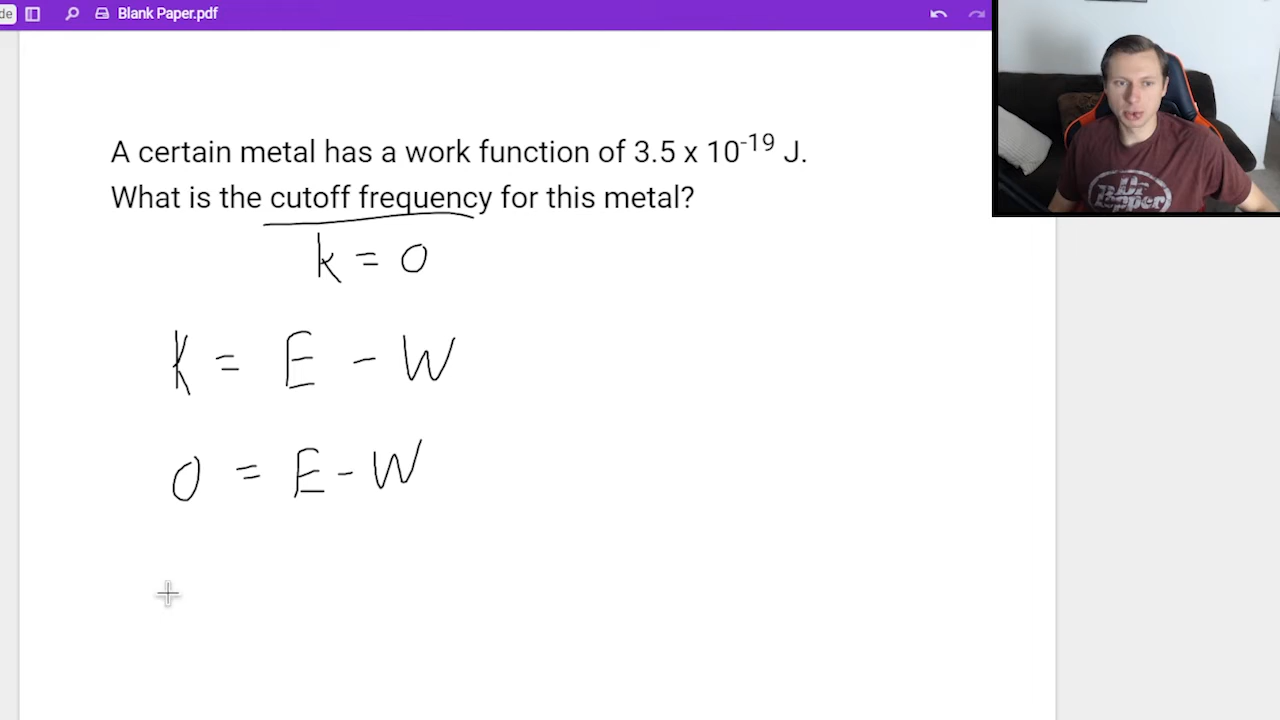 de
Blank Paper.pdf
A certain metal has a work function of 3.5 x 10⁻¹⁹ J.
What is the cutoff frequency for this metal?
k = 0
K = E - W
0 = E - W
Dr
Pepper